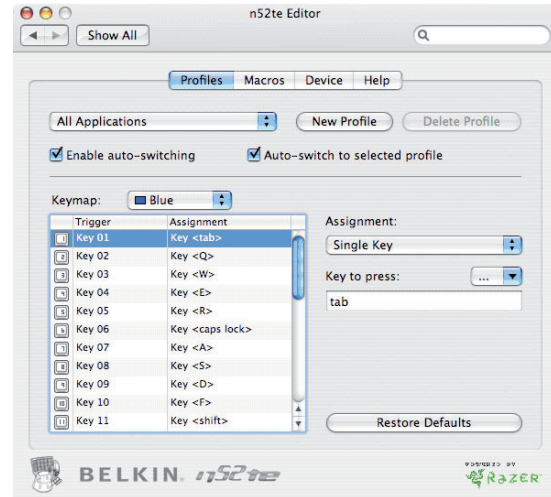 n52te Editor
Show All
Profiles Macros Device Help
All Applications New Profile Delete Profile
Enable auto-switching Auto-switch to selected profile
Keymap: Blue
Trigger Assignment
Key 01 Key <tab>
Key 02 Key <Q>
Key 03 Key <W>
Key 04 Key <E>
Key 05 Key <R>
Key 06 Key <caps lock>
Key 07 Key <A>
Key 08 Key <S>
Key 09 Key <D>
Key 10 Key <F>
Key 11 Key <shift>
Assignment:
Single Key
Key to press: ...
tab
Restore Defaults
BELKIN. n52te
POWERED BY
RAZER